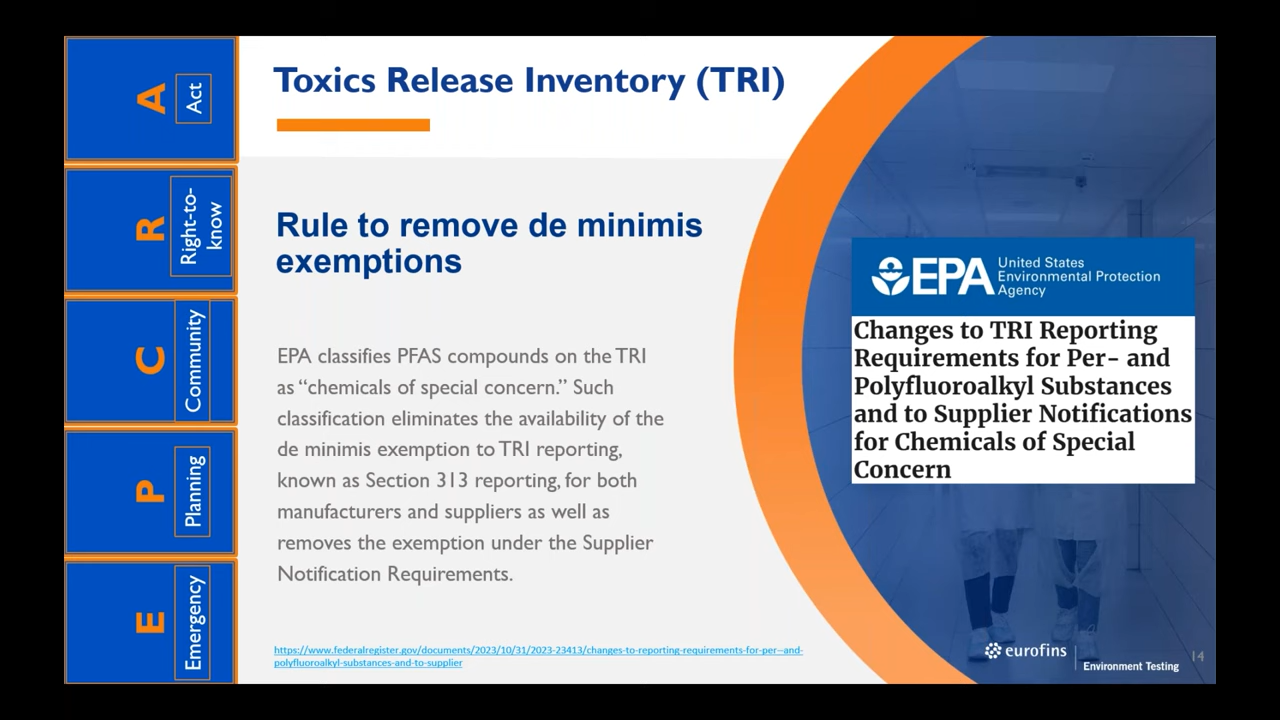 A
Act
R
Right-to-
know
C
Community
P
Planning
E
Emergency
Toxics Release Inventory (TRI)
Rule to remove de minimis
exemptions
EPA classifies PFAS compounds on the TRI
as “chemicals of special concern.” Such
classification eliminates the availability of the
de minimis exemption to TRI reporting,
known as Section 313 reporting, for both
manufacturers and suppliers as well as
removes the exemption under the Supplier
Notification Requirements.
https://www.federalregister.gov/documents/2023/10/31/2023-23413/changes-to-reporting-requirements-for-per--and-
polyfluoroalkyl-substances-and-to-supplier
EPA
United States
Environmental Protection
Agency
Changes to TRI Reporting
Requirements for Per- and
Polyfluoroalkyl Substances
and to Supplier Notifications
for Chemicals of Special
Concern
eurofins
Environment Testing
14